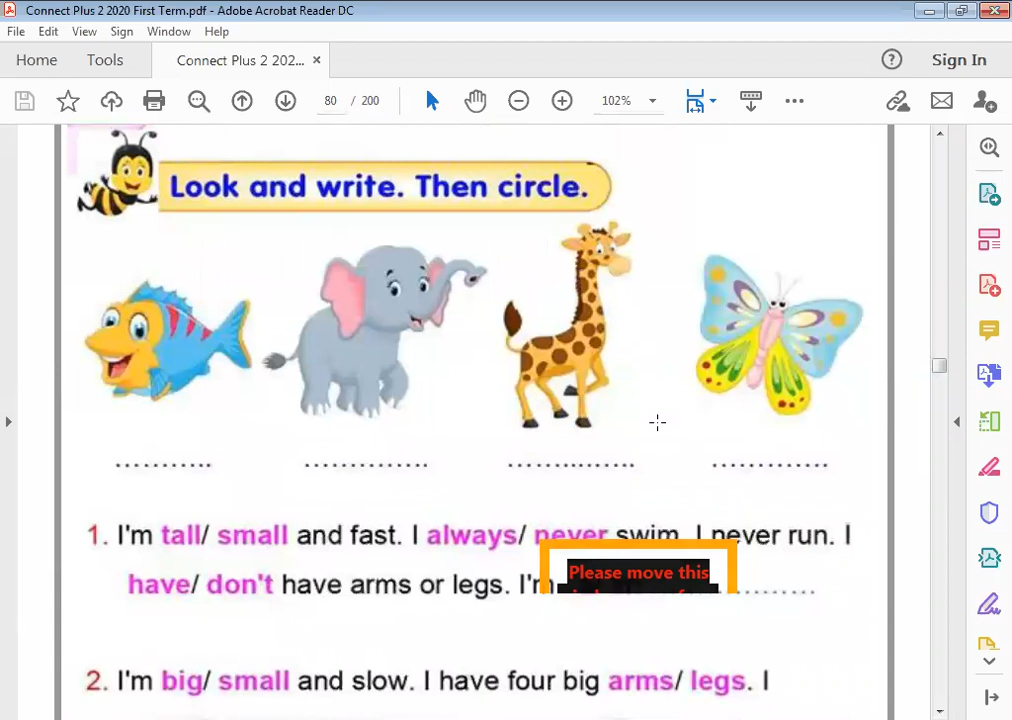 Connect Plus 2 2020 First Term.pdf - Adobe Acrobat Reader DC
File Edit View Sign Window Help
Home Tools Connect Plus 2 202... × Sign In
80 / 200 102%
Look and write. Then circle.
........... .............. ............... .............
1. I'm tall/ small and fast. I always/ never swim. I never run. I
have/ don't have arms or legs. I'm ............
Please move this
2. I'm big/ small and slow. I have four big arms/ legs. I